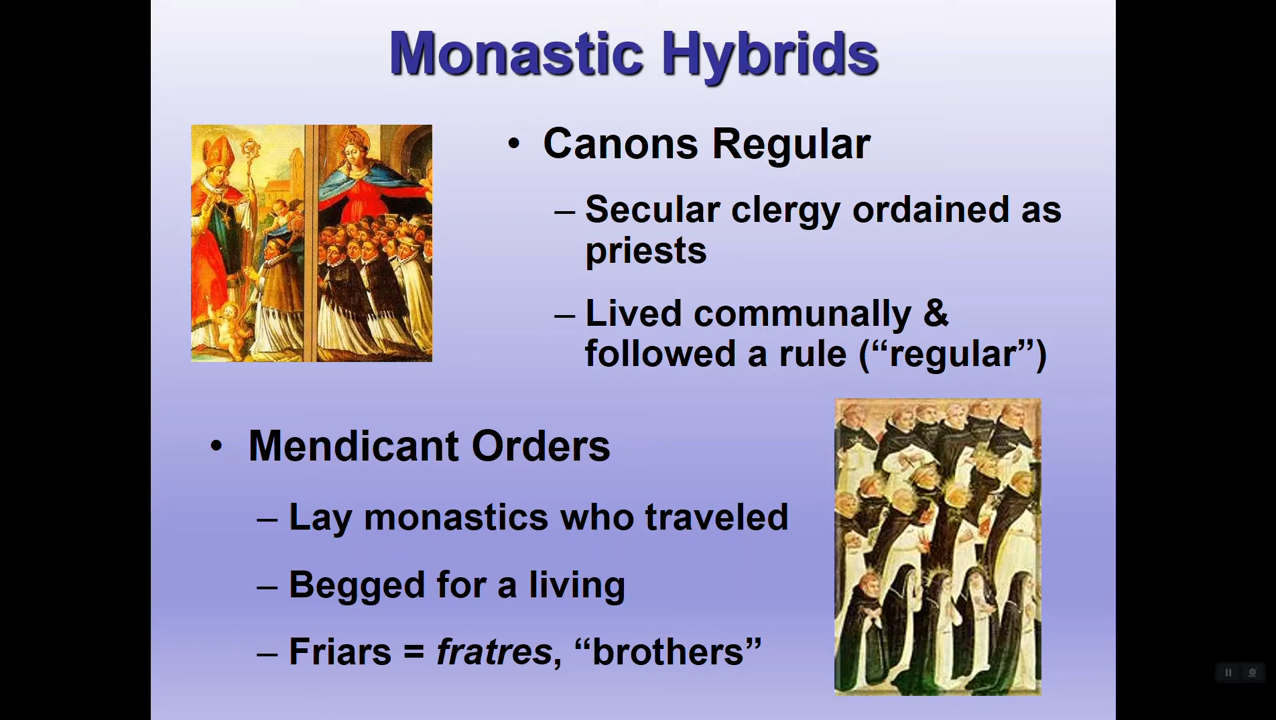 Monastic Hybrids
• Canons Regular
– Secular clergy ordained as
priests
– Lived communally &
followed a rule (“regular”)
• Mendicant Orders
– Lay monastics who traveled
– Begged for a living
– Friars = fratres, “brothers”